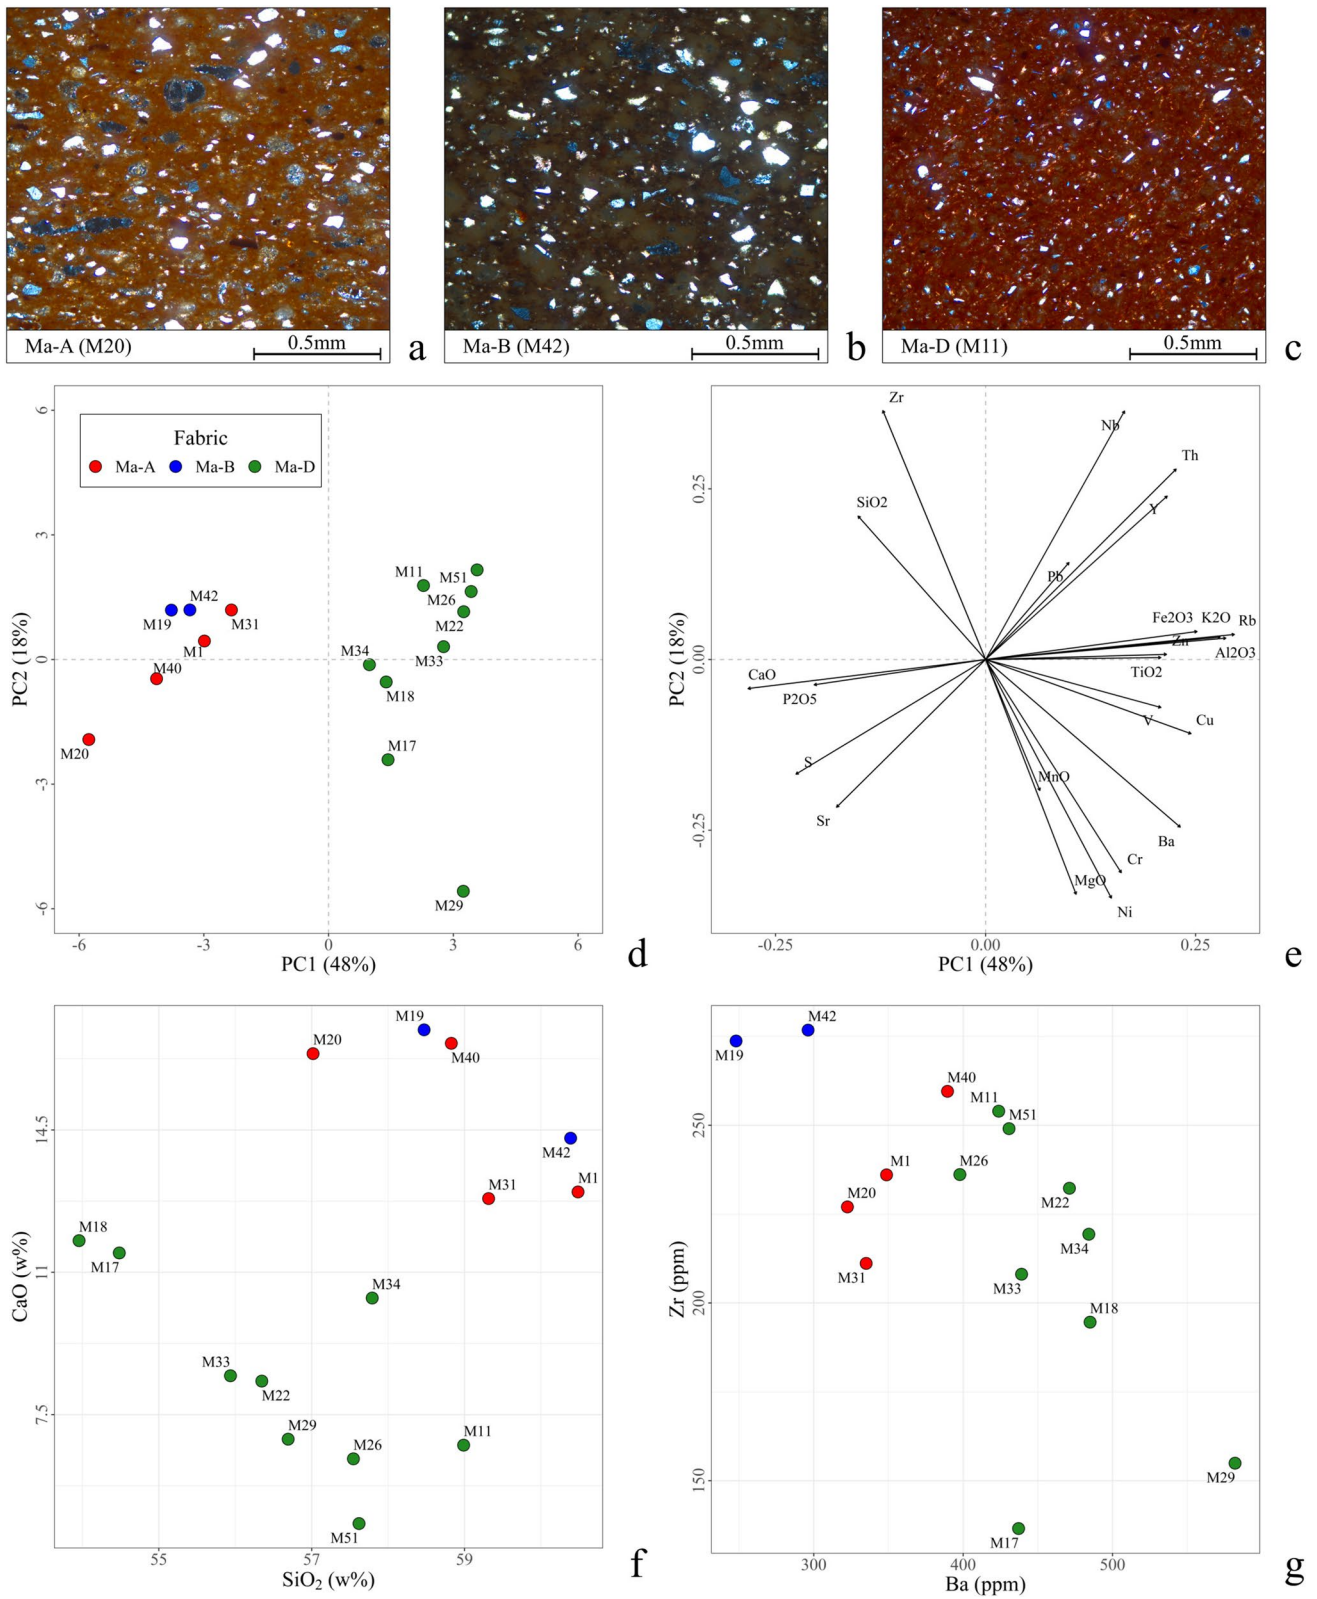 Ma-A (M20)
0.5mm
a
Ma-B (M42)
0.5mm
b
Ma-D (M11)
0.5mm
c
Fabric
Ma-A Ma-B Ma-D
M11
M51
M26
M22
M33
M34
M18
M17
M29
M42
M19
M31
M1
M40
M20
6
3
0
-3
-6
-6 -3 0 3 6
PC2 (18%)
PC1 (48%)
d
Zr
Nb
Th
SiO2
Y
Pb
Fe2O3 K2O Rb
Zn
Al2O3
TiO2
CaO
P2O5
V
Cu
S
MnO
Sr
Ba
Cr
MgO
Ni
0.25
0.00
-0.25
-0.25 0.00 0.25
PC2 (18%)
PC1 (48%)
e
M19
M20
M40
M42
M31
M1
M18
M17
M34
M33
M22
M29
M26
M11
M51
14.5
11
7.5
55 57 59
CaO (w%)
SiO₂ (w%)
f
M42
M19
M40
M11
M51
M1
M26
M20
M22
M34
M31
M33
M18
M29
M17
250
200
150
300 400 500
Zr (ppm)
Ba (ppm)
g